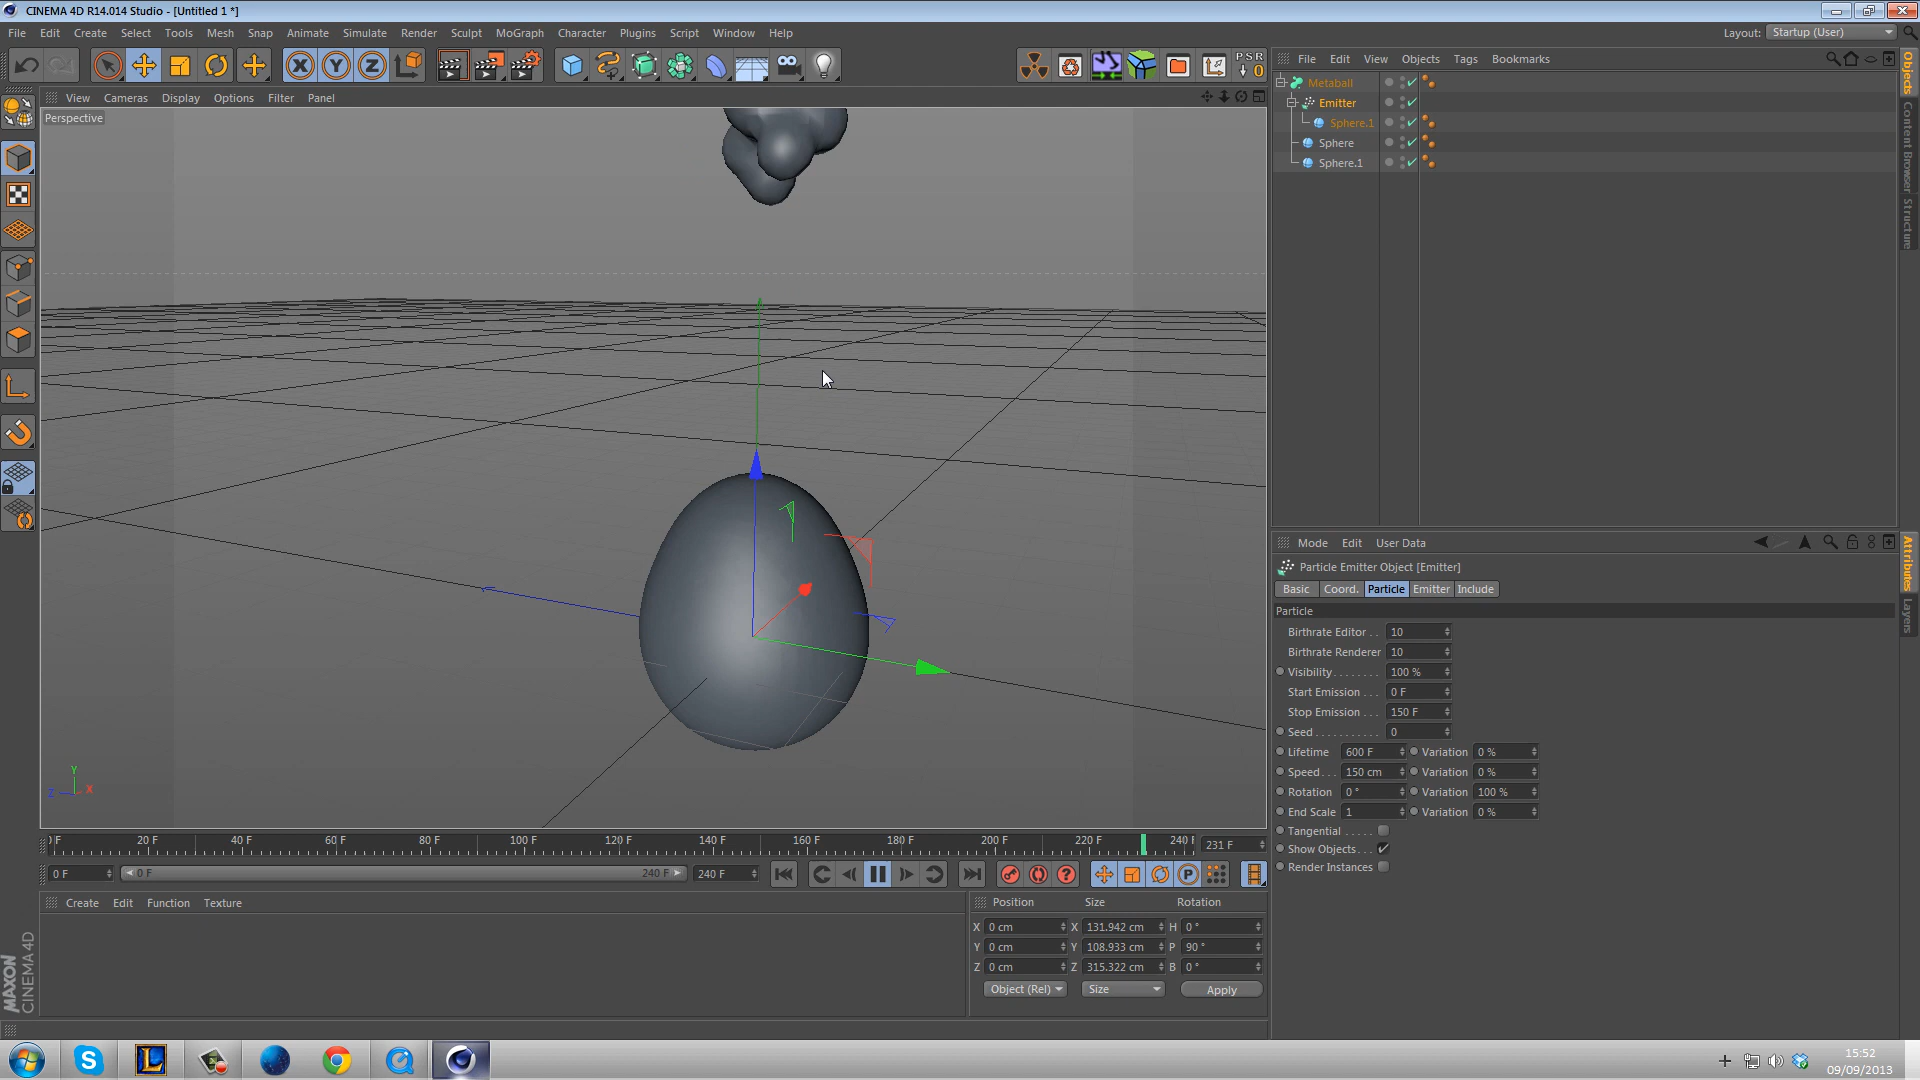 CINEMA 4D R14.014 Studio - [Untitled 1 *]
File Edit Create Select Tools Mesh Snap Animate Simulate Render Sculpt MoGraph Character Plugins Script Window Help Layout: Startup (User)
X Y Z PSR 0
File Edit View Objects Tags Bookmarks
View Cameras Display Options Filter Panel
Perspective
Metaball
Emitter
Sphere.1
Sphere
Sphere.1
Objects
Content Browser
Structure
Mode Edit User Data
Particle Emitter Object [Emitter]
Basic Coord. Particle Emitter Include
Particle
Birthrate Editor . . 10
Birthrate Renderer 10
Visibility . . . . . . . . 100 %
Start Emission . . . 0 F
Stop Emission . . . 150 F
Seed . . . . . . . . . . . 0
Lifetime 600 F Variation 0 %
Speed . . . 150 cm Variation 0 %
Rotation 0 ° Variation 100 %
End Scale 1 Variation 0 %
Tangential . . . . .
Show Objects . . .
Render Instances
Attributes
Layers
Y
Z X
F 20 F 40 F 60 F 80 F 100 F 120 F 140 F 160 F 180 F 200 F 220 F 240 F 231 F
0 F 0 F 240 F 240 F P
Create Edit Function Texture
Position Size Rotation
X 0 cm X 131.942 cm H 0 °
Y 0 cm Y 108.933 cm P 90 °
Z 0 cm Z 315.322 cm B 0 °
Object (Rel) Size Apply
MAXON
CINEMA 4D
15:52
09/09/2013